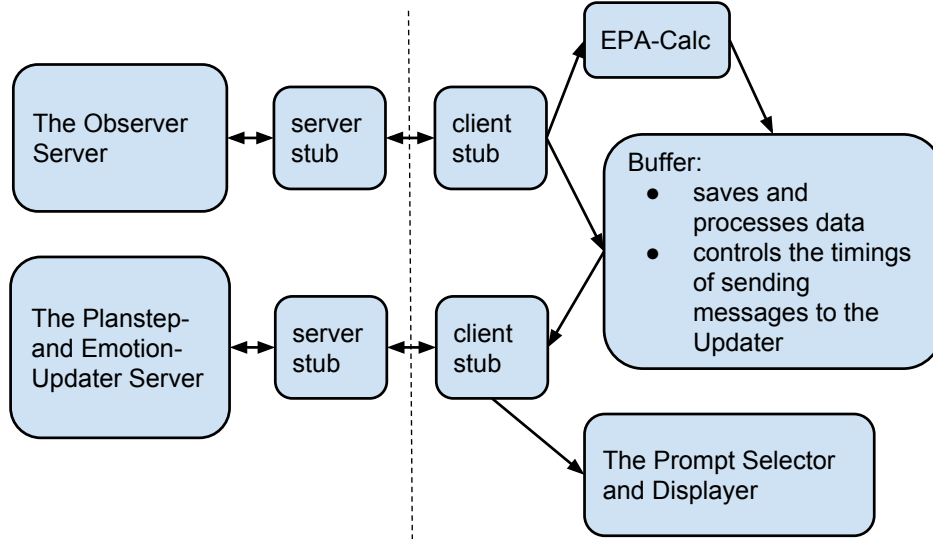 EPA-Calc
The Observer
Server
server
stub
client
stub
Buffer:
● saves and
processes data
● controls the timings
of sending
messages to the
Updater
The Planstep-
and Emotion-
Updater Server
server
stub
client
stub
The Prompt Selector
and Displayer